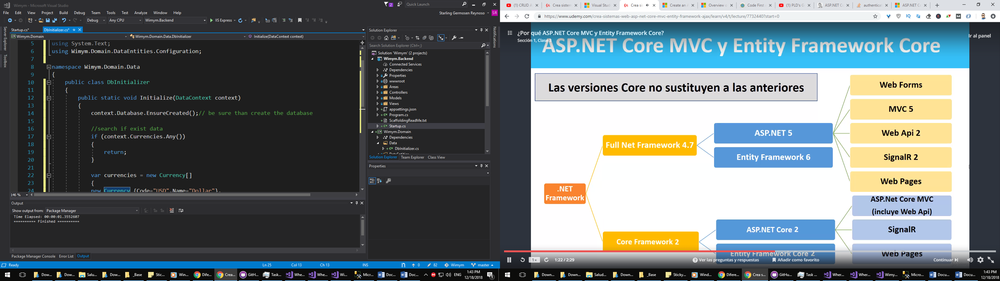 Wimym - Microsoft Visual Studio
2
Quick Launch
File Edit View Project Build Debug Team Tools Test Analyze Window Help
Starling Germosen Reynoso
SR
Debug Any CPU Wimym.Backend IIS Express
Server Explorer
Toolbox
Startup.cs* DbInitializer.cs*
Wimym.Domain Wimym.Domain.Data.DbInitializer Initialize(DataContext context)
5 using System.Text;
6 using Wimym.Domain.DataEntities.Configuration;
7
8 namespace Wimym.Domain.Data
9 {
10 public class DbInitializer
11 {
12 public static void Initialize(DataContext context)
13 {
14 context.Database.EnsureCreated();// be sure than create the database
15
16 //search if exist data
17 if (context.Currencies.Any())
18 {
19 return;
20 }
21
22 var currencies = new Currency[]
23 {
24 new Currency {Code="USD",Name="Dollar"},
146 %
Output
Show output from: Package Manager
Time Elapsed: 00:00:01.3552607
========== Finished ==========
Package Manager Console Error List Output
Ready Ln 25 Col 13 Ch 13 INS 0 82 Wimym master
Solution Explorer
Search Solution Explorer (Ctrl+;)
Solution 'Wimym' (2 projects)
Wimym.Backend
Connected Services
Dependencies
Properties
wwwroot
Areas
Controllers
Models
Views
appsettings.json
Program.cs
ScaffoldingReadMe.txt
Startup.cs
Wimym.Domain
Dependencies
Data
DbInitializer.cs
DataEntities
Solution Explorer Team Explorer Class View
Properties
Notifications
Dow... Dow... Salu... Dow... _Base Stic... Win... Dife... Crea... GitH... Task... Whe... Whe... Wi... Micr... Doc... Doc... ENG 1:43 PM 12/18/2018 1
(1) CRUD A Crea sistem Visual Studi Crea sis Create an A Overview o Code First (1) PLD's G ASP.NET Co authenticat ASP.NET Co
https://www.udemy.com/crea-sistemas-web-asp-net-core-mvc-entity-framework-ajax/learn/v4/t/lecture/7732440?start=0
¿Por qué ASP.NET Core MVC y Entity Framework Core?
Sección 1, Clase 3
Ir al panel
ASP.NET Core MVC y Entity Framework Core
Las versiones Core no sustituyen a las anteriores
Web Forms
MVC 5
Web Api 2
SignalR 2
Web Pages
ASP.NET 5
Full Net Framework 4.7
Entity Framework 6
.NET
Framework
ASP.Net Core MVC
(incluye Web Api)
SignalR
Web Pages
ASP.NET Core 2
Core Framework 2
Entity Framework Core 2
1 x 1:22 / 2:29 Ver las preguntas y respuestas Añadir como favorito Continuar
Down... Down... Salud... Down... _Base Sticky... Wind... Difere... Crea s... GitHu... Task ... Wher... Wher... Wimy... Micro... Docu... Docu... 1:43 PM 12/18/2018